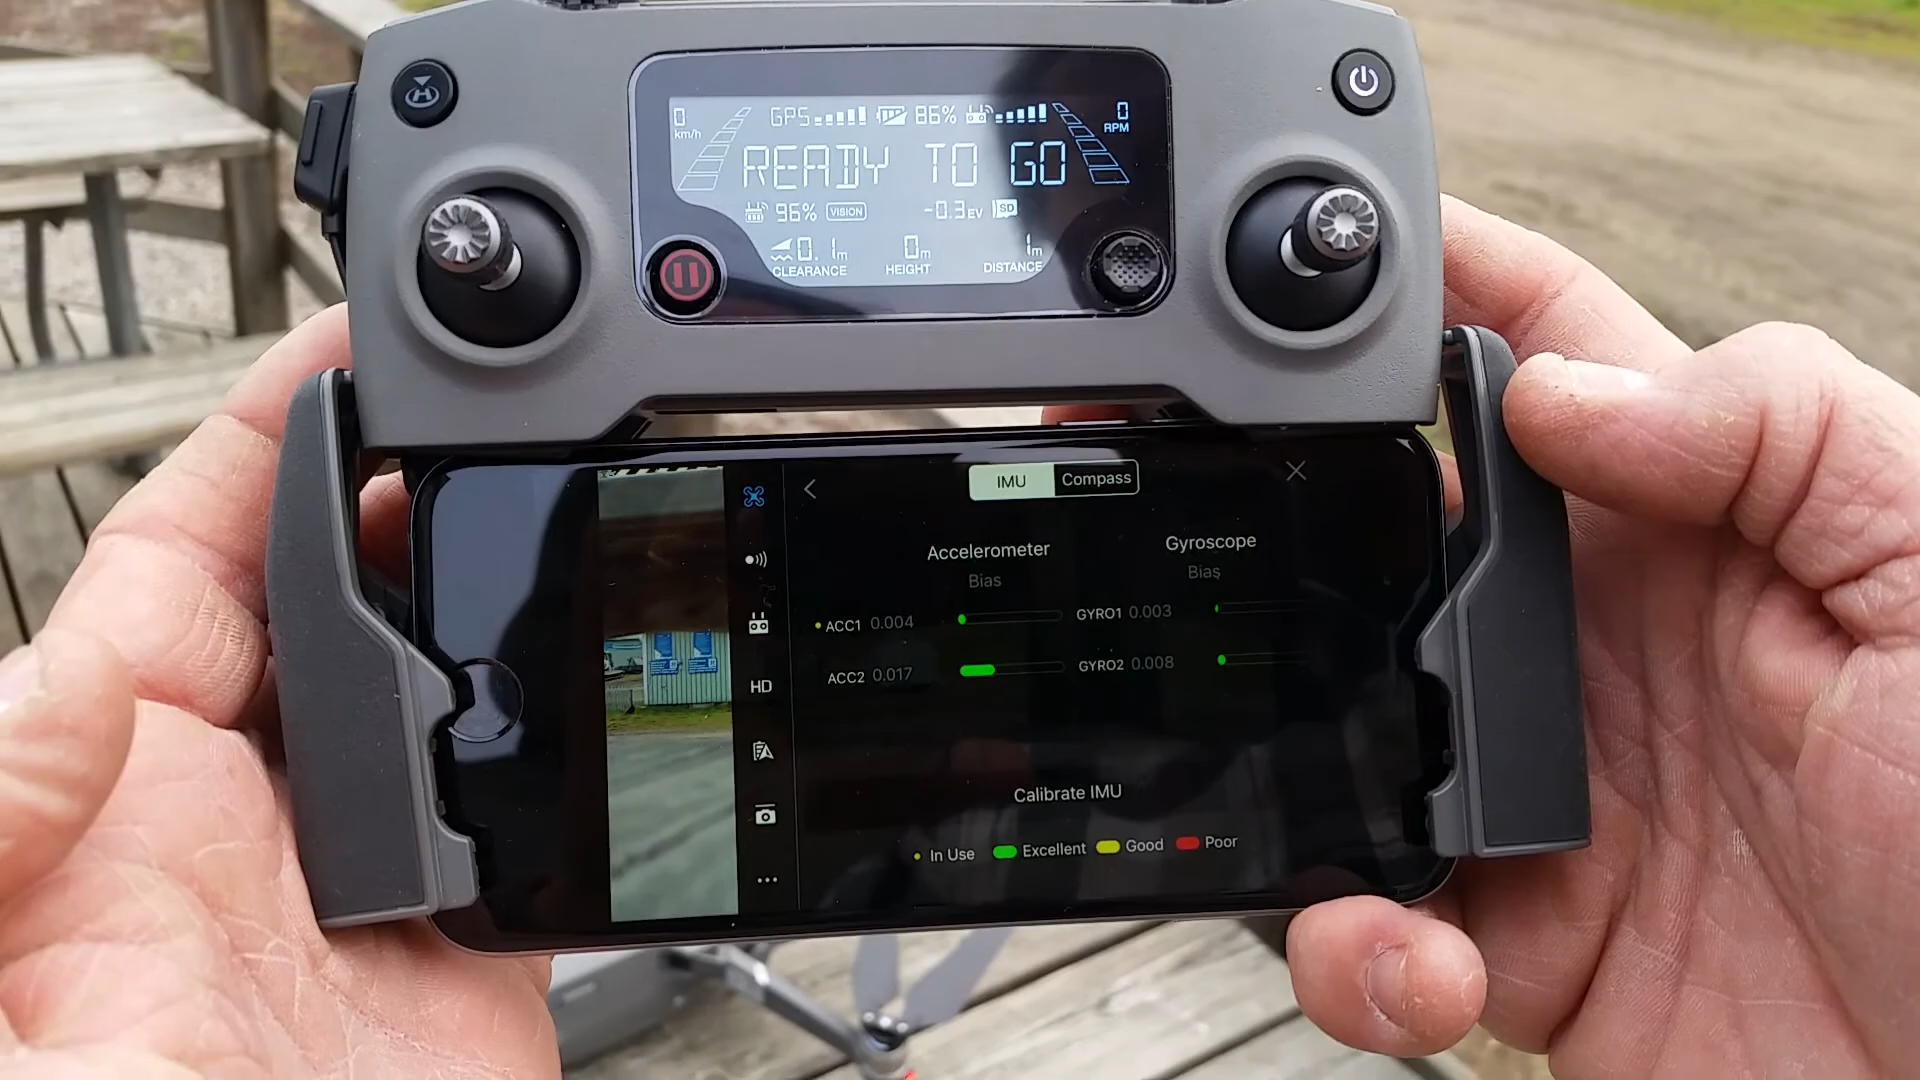 0 GPS 86% 0
km/h RPM
READY TO GO
96% VISION -0.3EV SD
0.1m 0m 1m
CLEARANCE HEIGHT DISTANCE
IMU Compass
Accelerometer Gyroscope
Bias Bias
ACC1 0.004 GYRO1 0.003
ACC2 0.017 GYRO2 0.008
HD
Calibrate IMU
In Use Excellent Good Poor